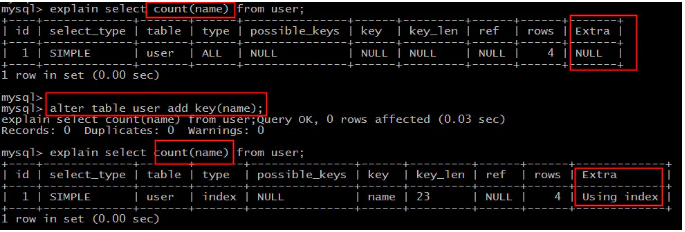 mysql> explain select count(name) from user;
+----+-------------+-------+------+---------------+------+---------+------+------+-------+
| id | select_type | table | type | possible_keys | key | key_len | ref | rows | Extra |
+----+-------------+-------+------+---------------+------+---------+------+------+-------+
| 1 | SIMPLE | user | ALL | NULL | NULL | NULL | NULL | 4 | NULL |
+----+-------------+-------+------+---------------+------+---------+------+------+-------+
1 row in set (0.00 sec)
mysql>
mysql> alter table user add key(name);
explain select count(name) from user;Query OK, 0 rows affected (0.03 sec)
Records: 0 Duplicates: 0 Warnings: 0
mysql> explain select count(name) from user;
+----+-------------+-------+-------+---------------+------+---------+------+------+-------------+
| id | select_type | table | type | possible_keys | key | key_len | ref | rows | Extra |
+----+-------------+-------+-------+---------------+------+---------+------+------+-------------+
| 1 | SIMPLE | user | index | NULL | name | 23 | NULL | 4 | Using index |
+----+-------------+-------+-------+---------------+------+---------+------+------+-------------+
1 row in set (0.00 sec)